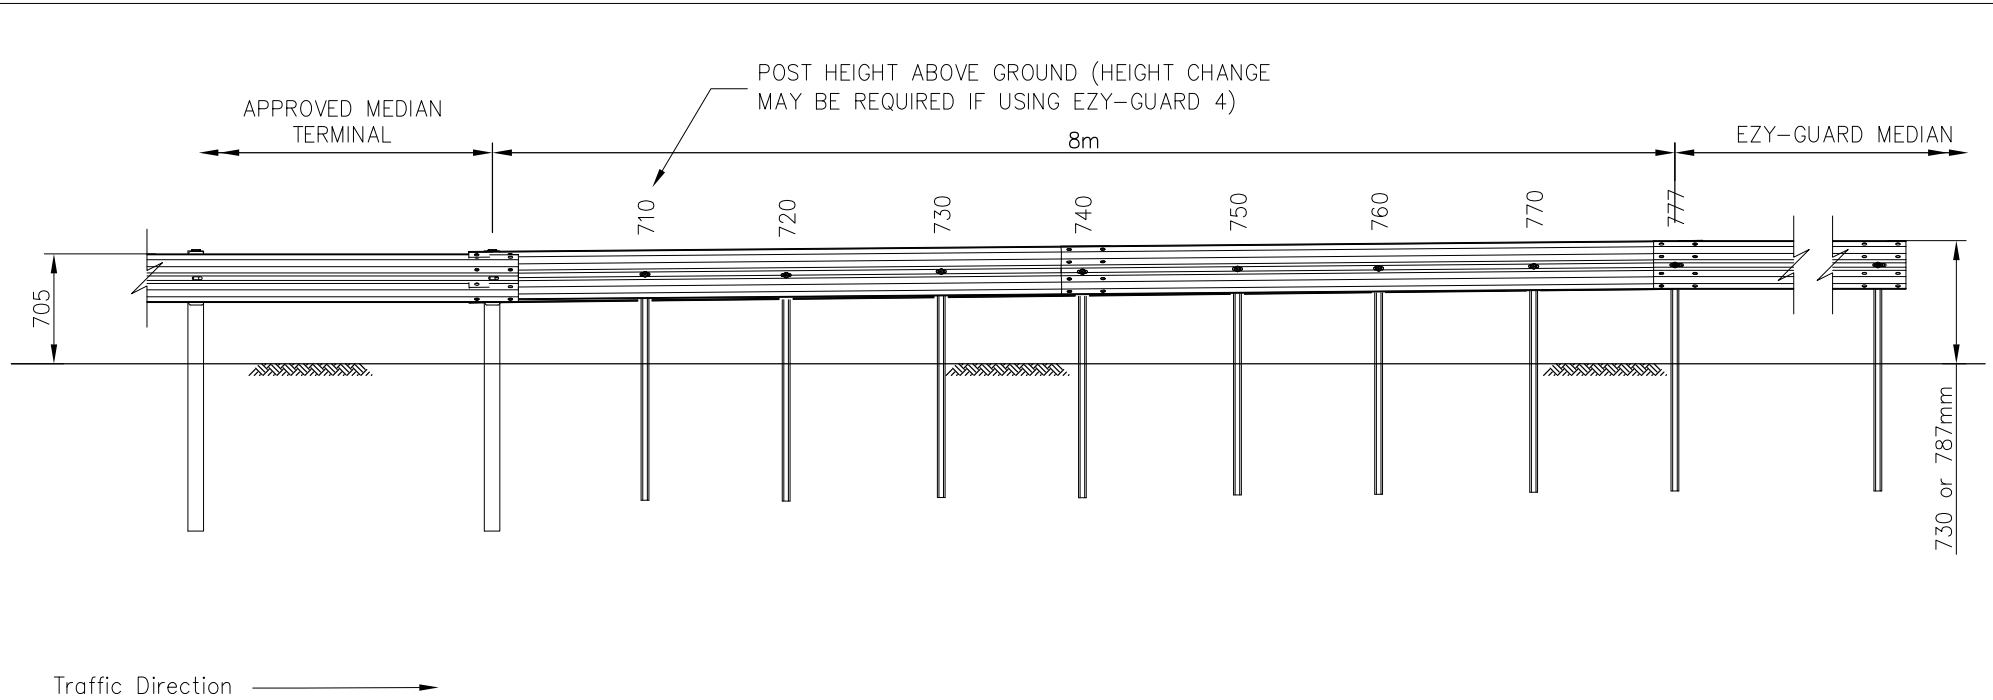 POST HEIGHT ABOVE GROUND (HEIGHT CHANGE
MAY BE REQUIRED IF USING EZY-GUARD 4)
APPROVED MEDIAN
TERMINAL
8m
EZY-GUARD MEDIAN
710
720
730
740
750
760
770
777
705
730 or 787mm
Traffic Direction